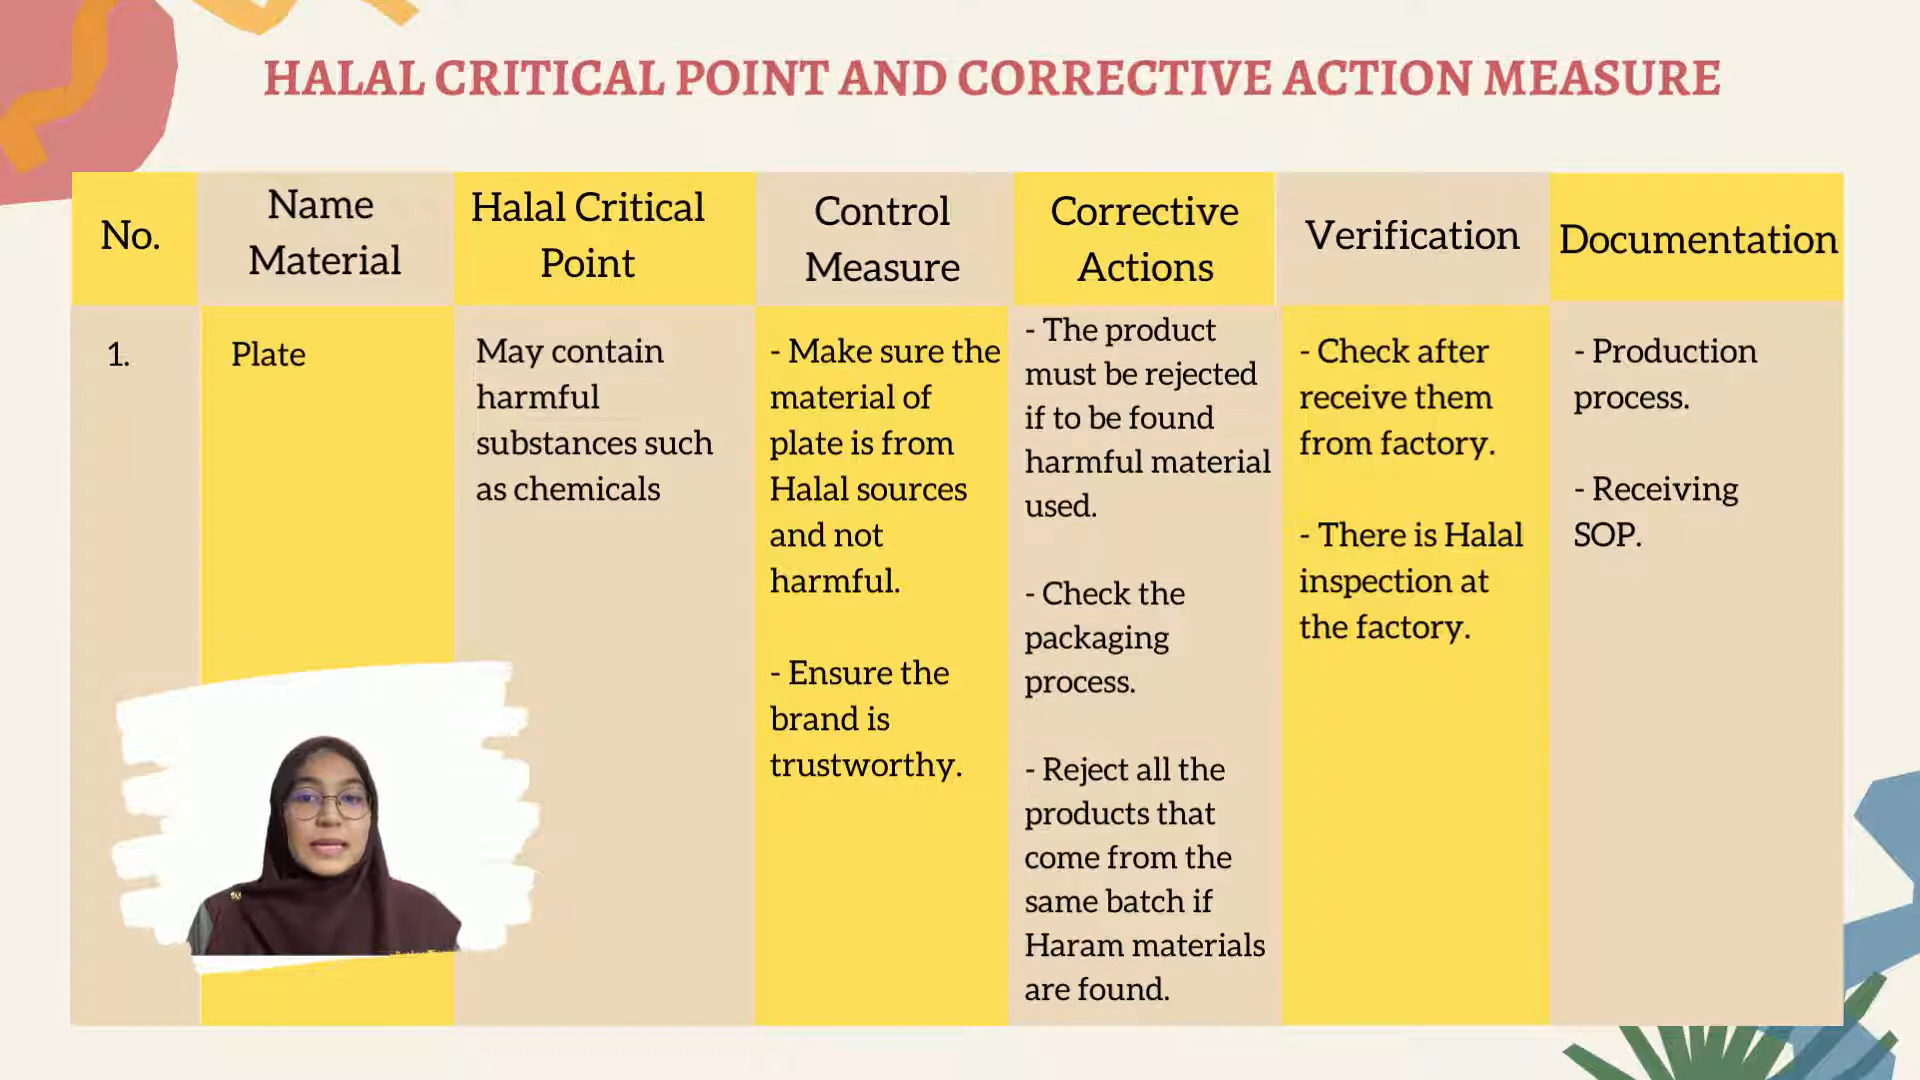 HALAL CRITICAL POINT AND CORRECTIVE ACTION MEASURE
No.
Name
Material
Halal Critical
Point
Control
Measure
Corrective
Actions
Verification
Documentation
1.
Plate
May contain
harmful
substances such
as chemicals
- Make sure the
material of
plate is from
Halal sources
and not
harmful.
- Ensure the
brand is
trustworthy.
- The product
must be rejected
if to be found
harmful material
used.
- Check the
packaging
process.
- Reject all the
products that
come from the
same batch if
Haram materials
are found.
- Check after
receive them
from factory.
- There is Halal
inspection at
the factory.
- Production
process.
- Receiving
SOP.